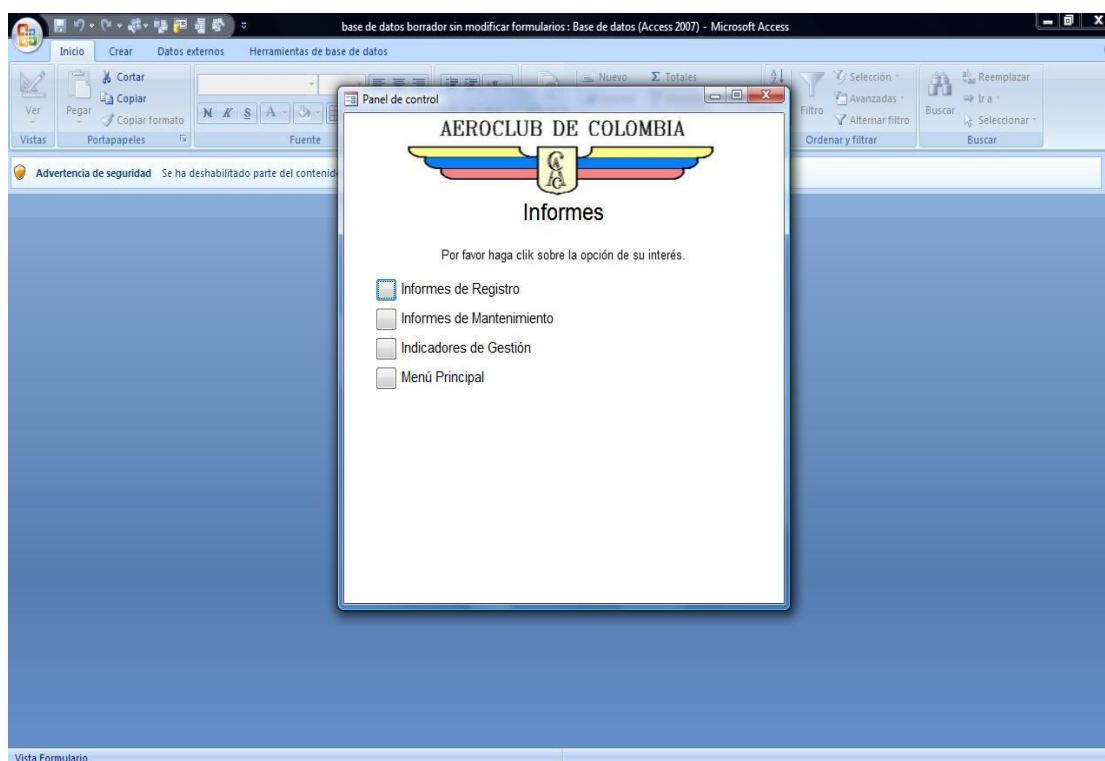 base de datos borrador sin modificar formularios : Base de datos (Access 2007) - Microsoft Access
Inicio Crear Datos externos Herramientas de base de datos
Cortar
Copiar
Copiar formato
Ver
Pegar
N K S A
Nuevo Σ Totales
Filtro
Selección
Avanzadas
Alternar filtro
Buscar
Reemplazar
Ir a
Seleccionar
Vistas Portapapeles Fuente Ordenar y filtrar Buscar
Advertencia de seguridad Se ha deshabilitado parte del contenid
Panel de control
AEROCLUB DE COLOMBIA
Informes
Por favor haga clik sobre la opción de su interés.
Informes de Registro
Informes de Mantenimiento
Indicadores de Gestión
Menú Principal
Vista Formulario